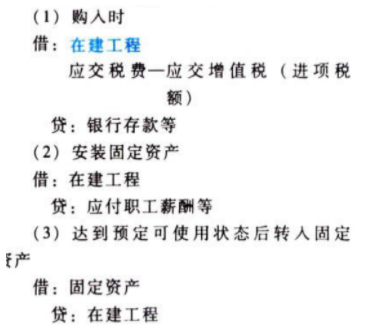 （1）购入时
借：在建工程
应交税费—应交增值税（进项税
额）
贷：银行存款等
（2）安装固定资产
借：在建工程
贷：应付职工薪酬等
（3）达到预定可使用状态后转入固定
资产
借：固定资产
贷：在建工程